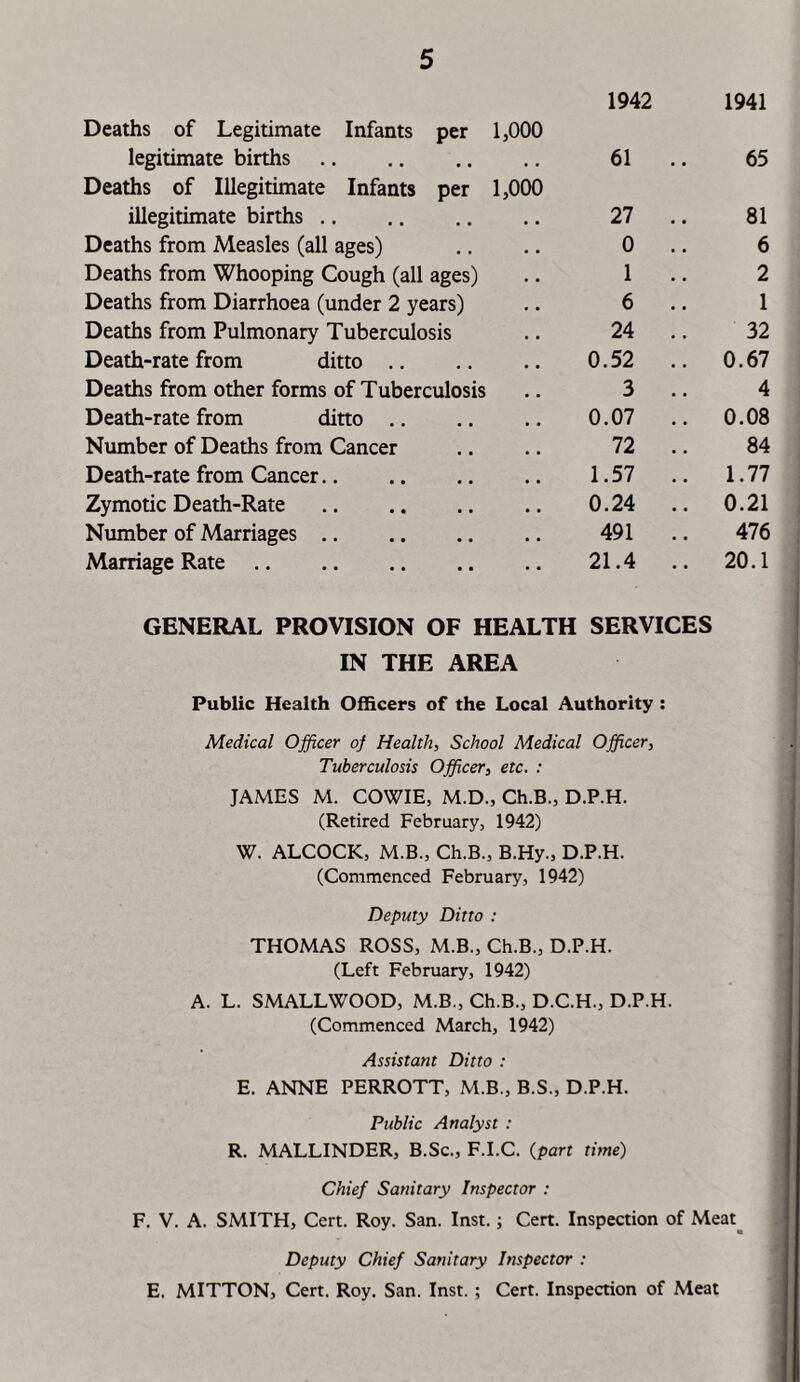 5
1942 1941
Deaths of Legitimate Infants per 1,000
legitimate births .. .. .. .. 61 .. 65
Deaths of Illegitimate Infants per 1,000
illegitimate births .. .. .. .. 27 .. 81
Deaths from Measles (all ages) .. .. 0 .. 6
Deaths from Whooping Cough (all ages) .. 1 .. 2
Deaths from Diarrhoea (under 2 years) .. 6 .. 1
Deaths from Pulmonary Tuberculosis .. 24 .. 32
Death-rate from ditto .. .. .. 0.52 .. 0.67
Deaths from other forms of Tuberculosis .. 3 .. 4
Death-rate from ditto .. .. .. 0.07 .. 0.08
Number of Deaths from Cancer .. .. 72 .. 84
Death-rate from Cancer.. .. .. .. 1.57 .. 1.77
Zymotic Death-Rate .. .. .. .. 0.24 .. 0.21
Number of Marriages .. .. .. .. 491 .. 476
Marriage Rate .. .. .. .. .. 21.4 .. 20.1
GENERAL PROVISION OF HEALTH SERVICES
IN THE AREA
Public Health Officers of the Local Authority :
Medical Officer of Health, School Medical Officer,
Tuberculosis Officer, etc. :
JAMES M. COWIE, M.D., Ch.B., D.P.H.
(Retired February, 1942)
W. ALCOCK, M.B., Ch.B., B.Hy., D.P.H.
(Commenced February, 1942)
Deputy Ditto :
THOMAS ROSS, M.B., Ch.B., D.P.H.
(Left February, 1942)
A. L. SMALLWOOD, M.B., Ch.B., D.C.H., D.P.H.
(Commenced March, 1942)
Assistant Ditto :
E. ANNE PERROTT, M.B., B.S., D.P.H.
Public Analyst :
R. MALLINDER, B.Sc., F.I.C. (part time)
Chief Sanitary Inspector :
F. V. A. SMITH, Cert. Roy. San. Inst. ; Cert. Inspection of Meat
Deputy Chief Sanitary Inspector :
E. MITTON, Cert. Roy. San. Inst. ; Cert. Inspection of Meat